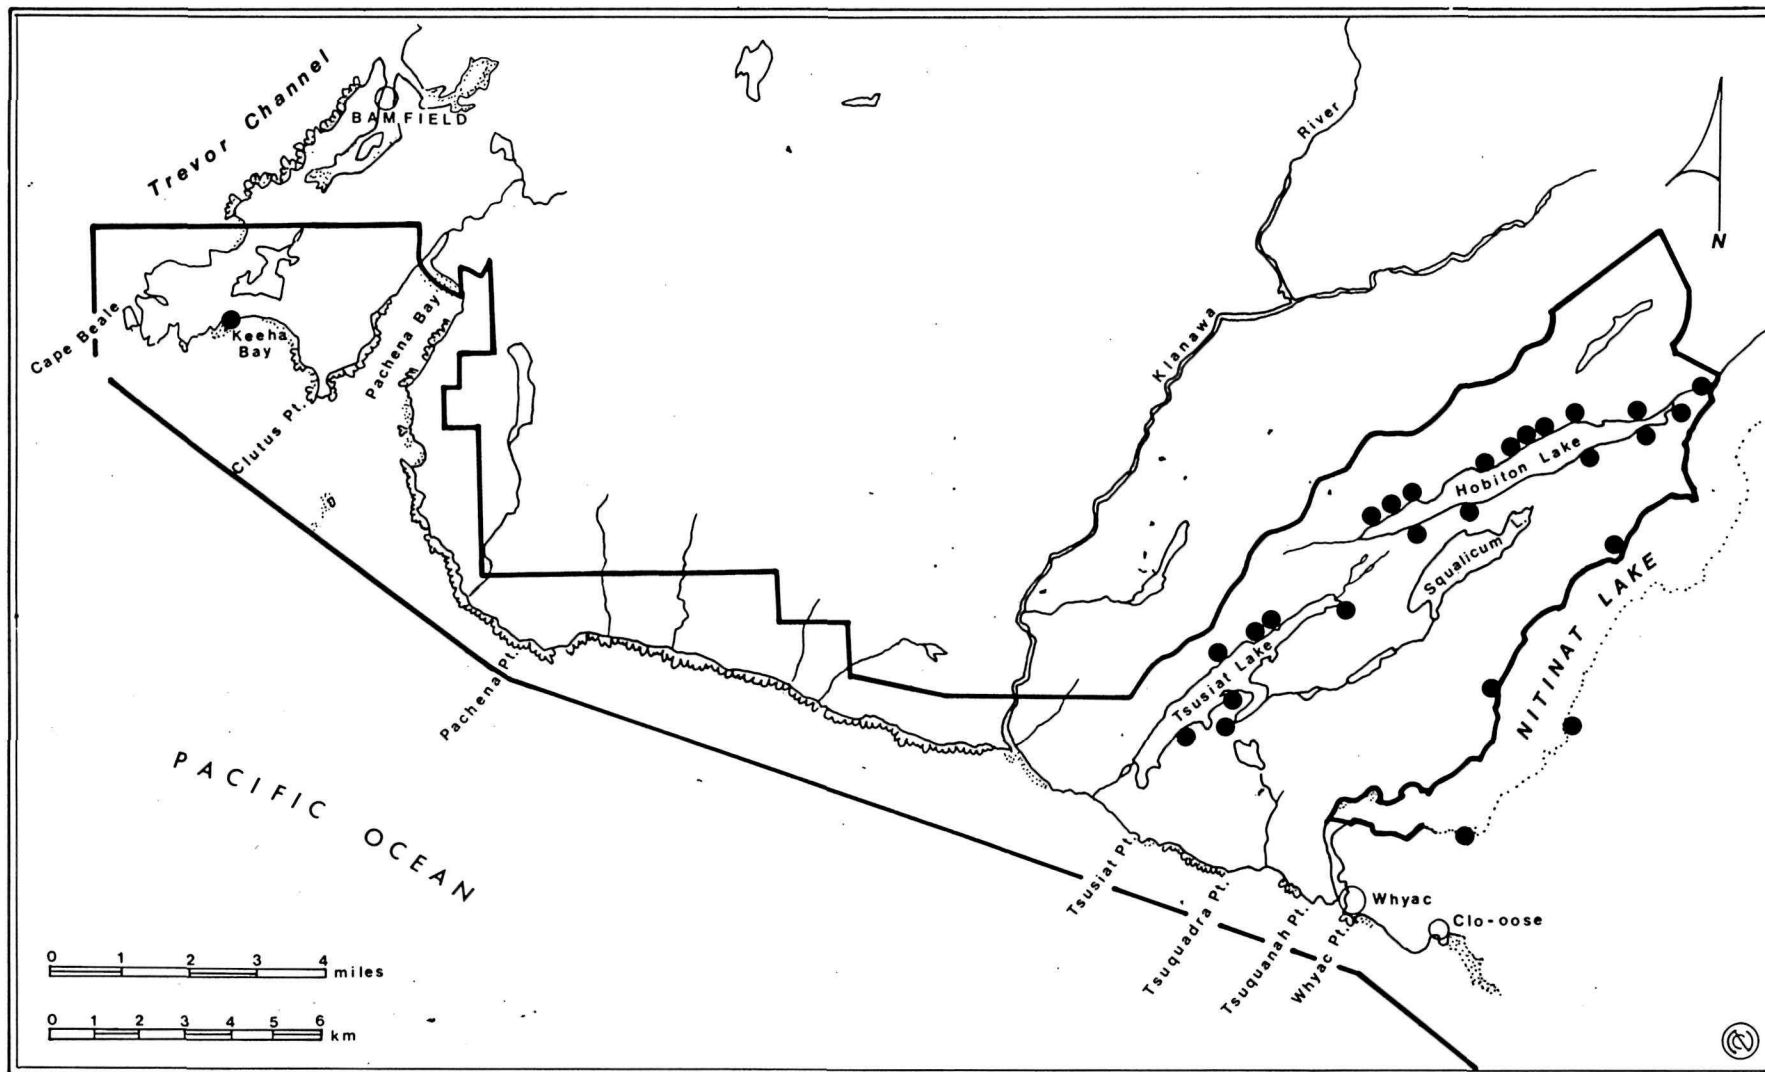 Trevor Channel
BAMFIELD
River
N
Cape Beale
Keeha
Bay
Pachena Bay
Klanawa
Clutus Pt.
Hobiton Lake
Squalicum
L.
NITINAT LAKE
Tsusiat Lake
Pachena Pt.
PACIFIC OCEAN
Tsusiat Pt.
Tsuquadra Pt.
Tsuquanah Pt.
Whyac Pt.
Whyac
Clo-oose
0 1 2 3 4
miles
0 1 2 3 4 5 6
km